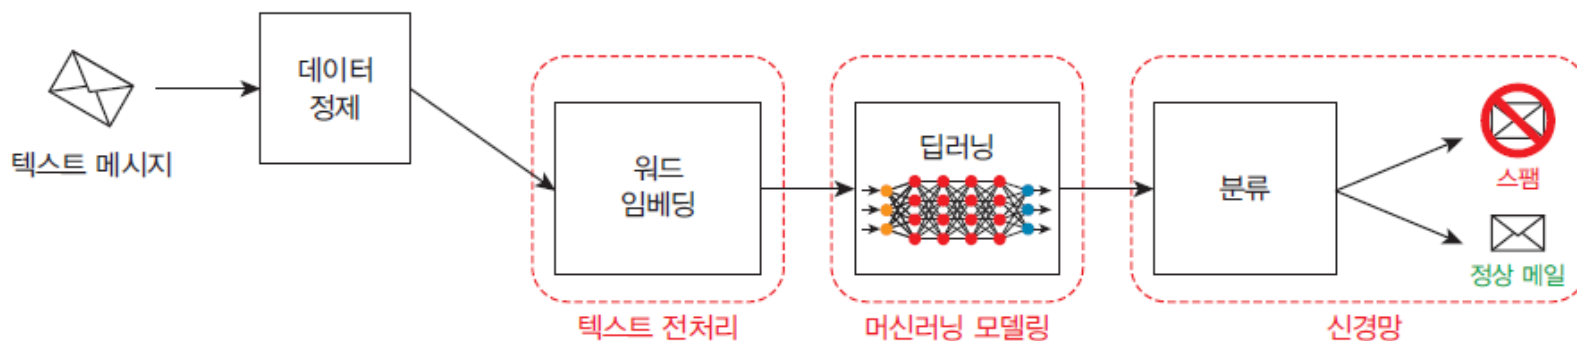 텍스트 메시지
데이터
정제
워드
임베딩
텍스트 전처리
딥러닝
머신러닝 모델링
분류
스팸
정상 메일
신경망